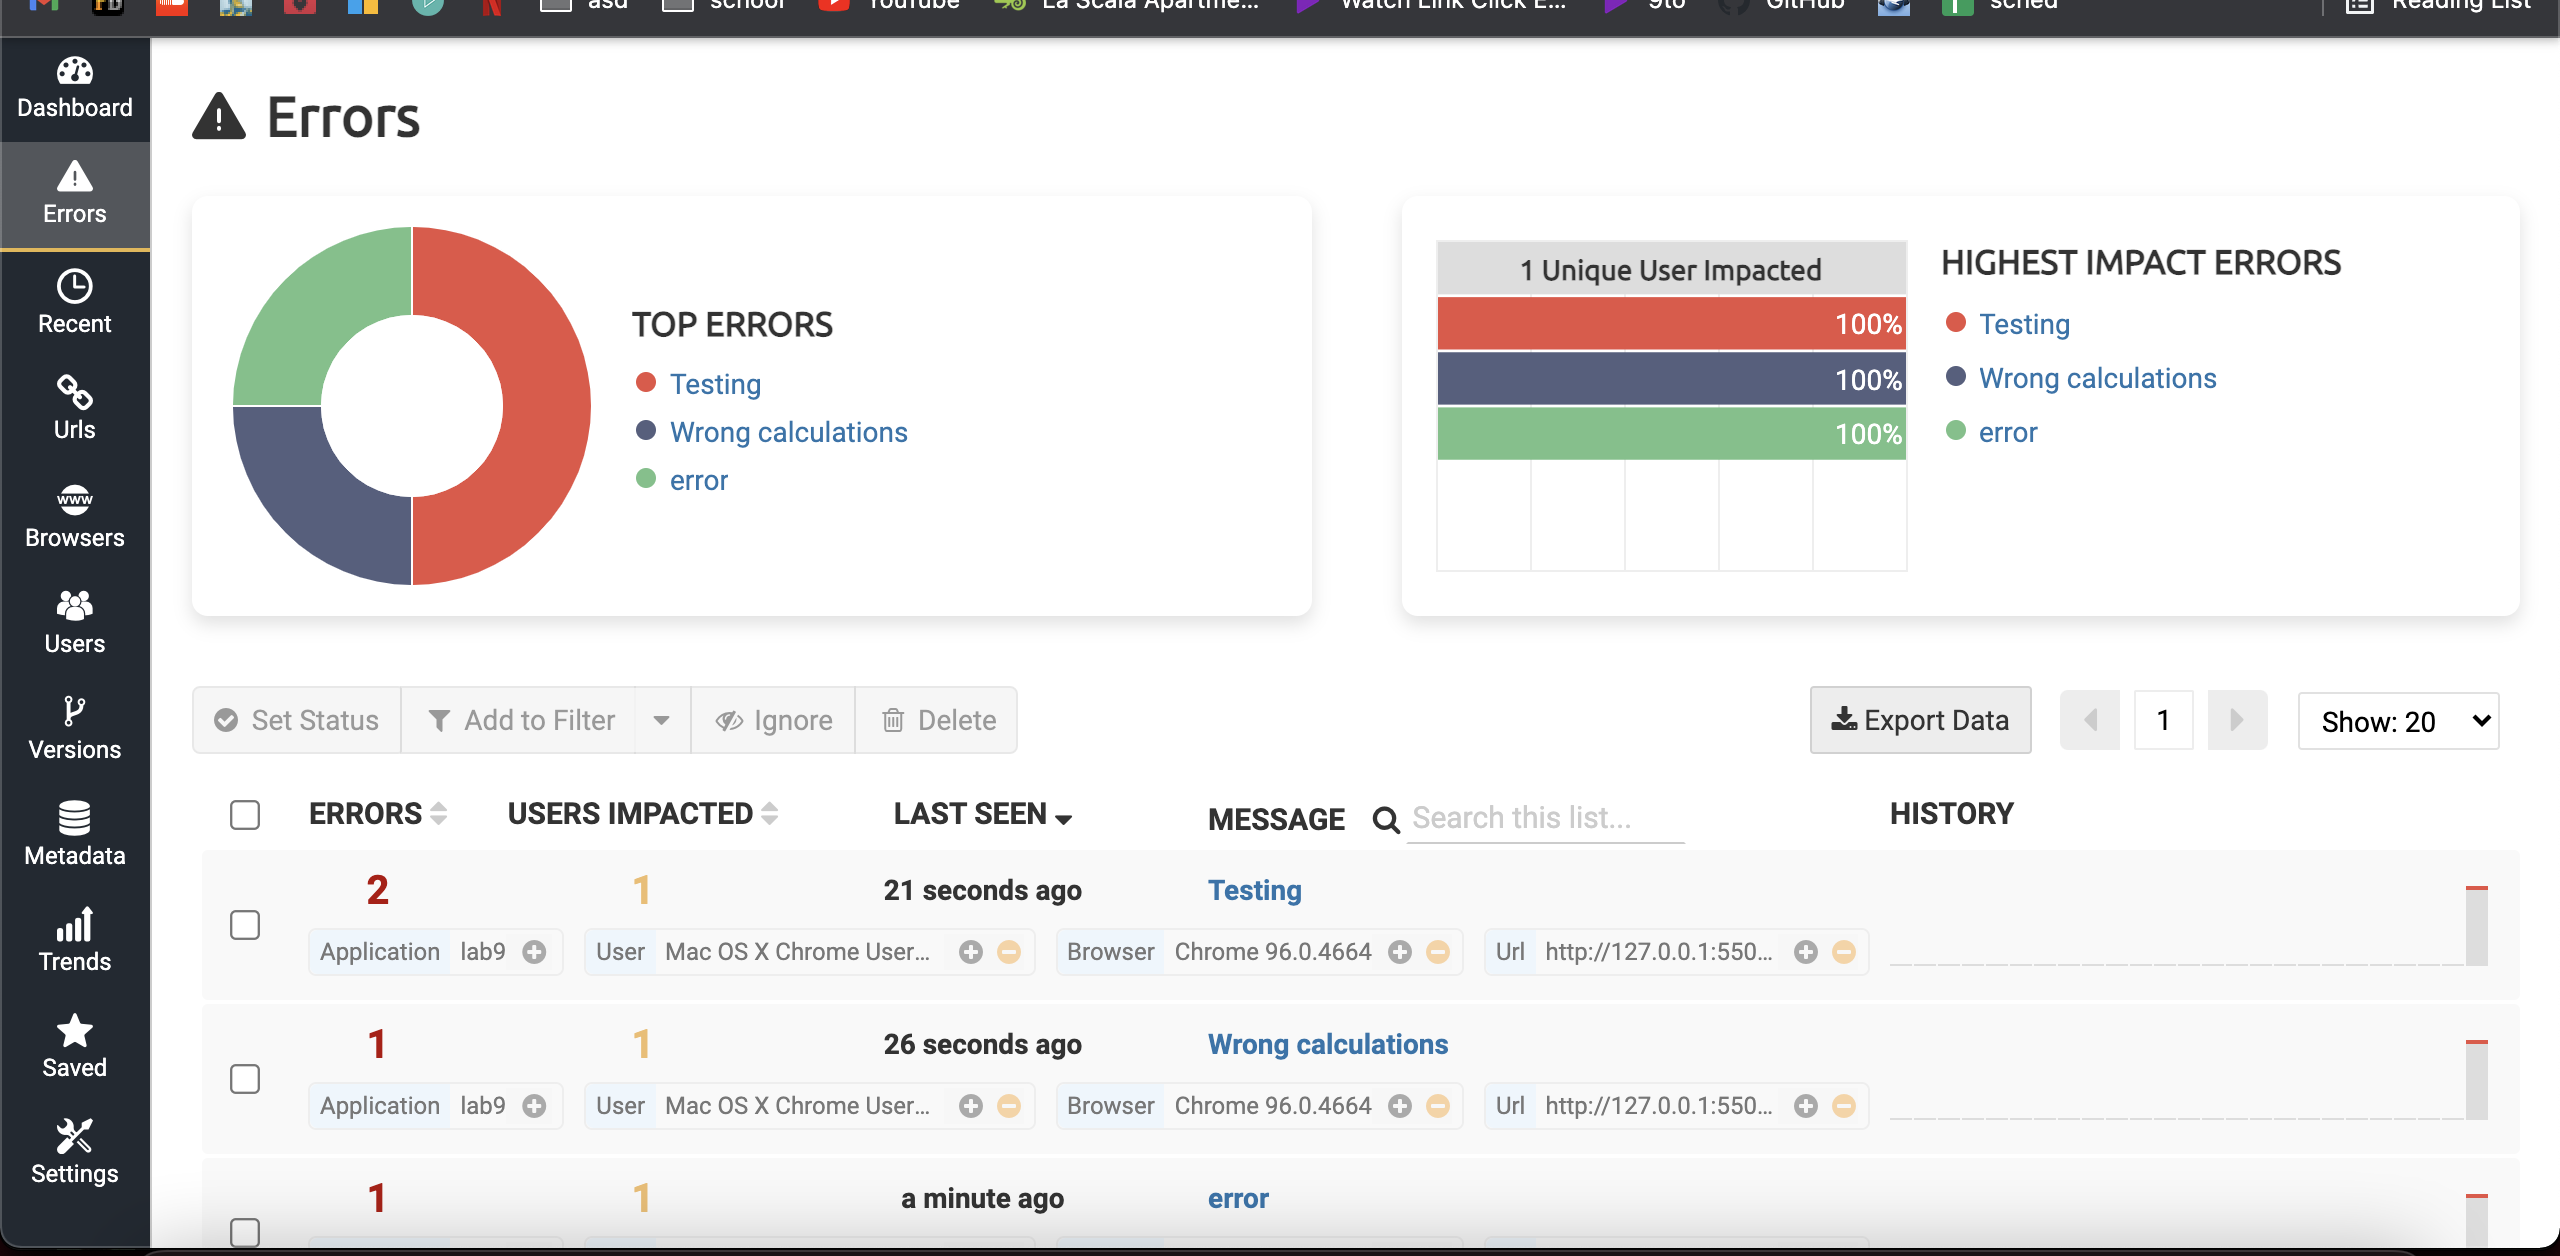 asd school YouTube La Scala Apartme... Watch Link Click E... 9to GitHub sched Reading List
Dashboard
Errors
Recent
Urls
www
Browsers
Users
Versions
Metadata
Trends
Saved
Settings
Errors
TOP ERRORS
Testing
Wrong calculations
error
1 Unique User Impacted
100%
100%
100%
HIGHEST IMPACT ERRORS
Testing
Wrong calculations
error
Set Status Add to Filter Ignore Delete Export Data 1 Show: 20
ERRORS USERS IMPACTED LAST SEEN MESSAGE Search this list... HISTORY
2 1 21 seconds ago Testing
Application lab9 User Mac OS X Chrome User... Browser Chrome 96.0.4664 Url http://127.0.0.1:550...
1 1 26 seconds ago Wrong calculations
Application lab9 User Mac OS X Chrome User... Browser Chrome 96.0.4664 Url http://127.0.0.1:550...
1 1 a minute ago error